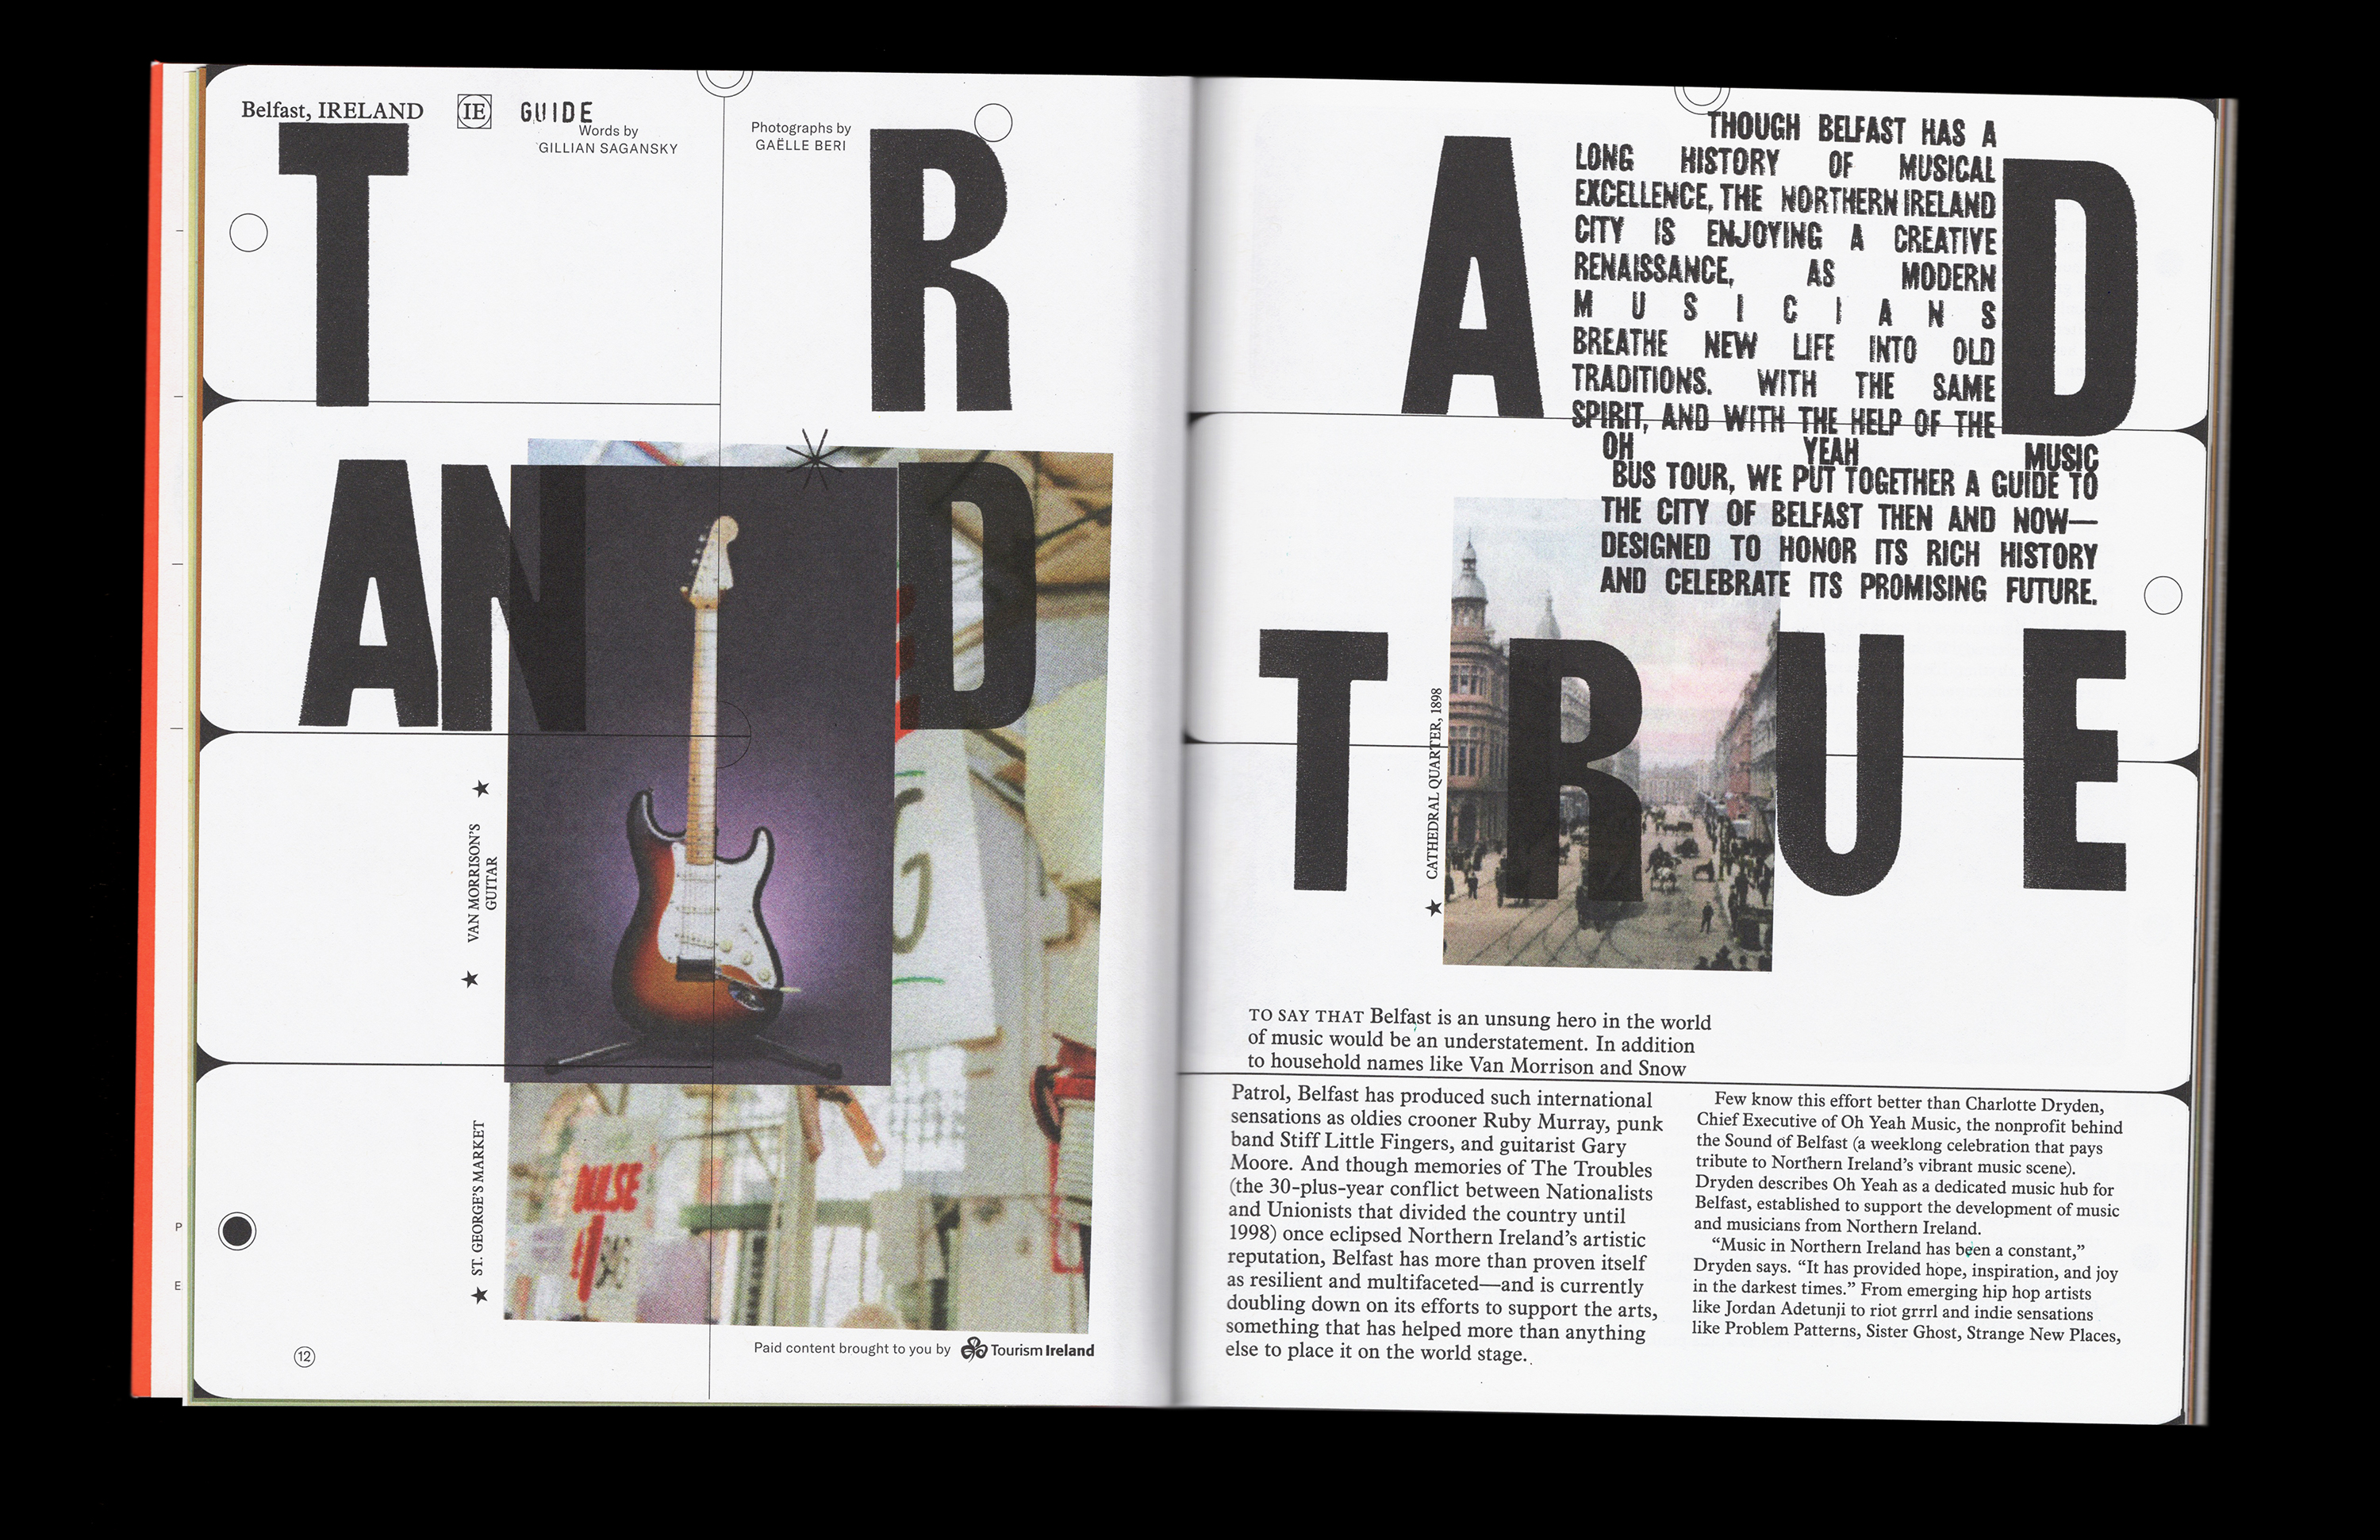 Belfast, IRELAND
IE
GUIDE
Words by
GILLIAN SAGANSKY
Photographs by
GAËLLE BERI
T R A D
AND
TRUE
THOUGH BELFAST HAS A
LONG HISTORY OF MUSICAL
EXCELLENCE, THE NORTHERN IRELAND
CITY IS ENJOYING A CREATIVE
RENAISSANCE, AS MODERN
MUSICIANS
BREATHE NEW LIFE INTO OLD
TRADITIONS. WITH THE SAME
SPIRIT, AND WITH THE HELP OF THE
OH YEAH MUSIC
BUS TOUR, WE PUT TOGETHER A GUIDE TO
THE CITY OF BELFAST THEN AND NOW—
DESIGNED TO HONOR ITS RICH HISTORY
AND CELEBRATE ITS PROMISING FUTURE.
★ VAN MORRISON'S
GUITAR ★
★ ST. GEORGE'S MARKET
DULSE
G
★ CATHEDRAL QUARTER, 1898
P
E
12
Paid content brought to you by Tourism Ireland
TO SAY THAT Belfast is an unsung hero in the world
of music would be an understatement. In addition
to household names like Van Morrison and Snow
Patrol, Belfast has produced such international
sensations as oldies crooner Ruby Murray, punk
band Stiff Little Fingers, and guitarist Gary
Moore. And though memories of The Troubles
(the 30-plus-year conflict between Nationalists
and Unionists that divided the country until
1998) once eclipsed Northern Ireland's artistic
reputation, Belfast has more than proven itself
as resilient and multifaceted—and is currently
doubling down on its efforts to support the arts,
something that has helped more than anything
else to place it on the world stage.
Few know this effort better than Charlotte Dryden,
Chief Executive of Oh Yeah Music, the nonprofit behind
the Sound of Belfast (a weeklong celebration that pays
tribute to Northern Ireland's vibrant music scene).
Dryden describes Oh Yeah as a dedicated music hub for
Belfast, established to support the development of music
and musicians from Northern Ireland.
“Music in Northern Ireland has been a constant,”
Dryden says. “It has provided hope, inspiration, and joy
in the darkest times.” From emerging hip hop artists
like Jordan Adetunji to riot grrrl and indie sensations
like Problem Patterns, Sister Ghost, Strange New Places,